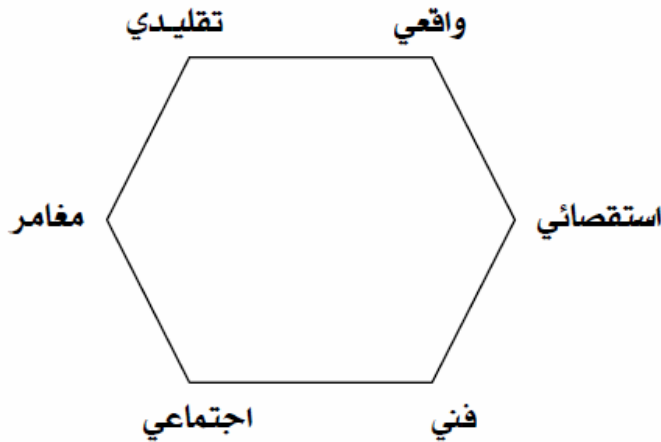 واقعي
تقليدي
استقصائي
مغامر
فني
اجتماعي